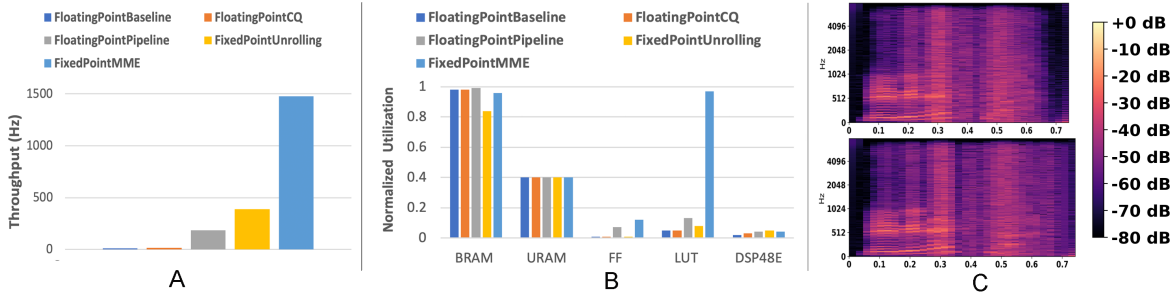 FloatingPointBaseline FloatingPointCQ
FloatingPointPipeline FixedPointUnrolling
FixedPointMME
Throughput (Hz)
1500
1000
500
0
A
FloatingPointBaseline FloatingPointCQ
FloatingPointPipeline FixedPointUnrolling
FixedPointMME
Normalized Utilization
1
0.8
0.6
0.4
0.2
0
BRAM URAM FF LUT DSP48E
B
4096
2048
1024
512
0
Hz
0 0.1 0.2 0.3 0.4 0.5 0.6 0.7
4096
2048
1024
512
0
Hz
0 0.1 0.2 0.3 0.4 0.5 0.6 0.7
C
+0 dB
-10 dB
-20 dB
-30 dB
-40 dB
-50 dB
-60 dB
-70 dB
-80 dB